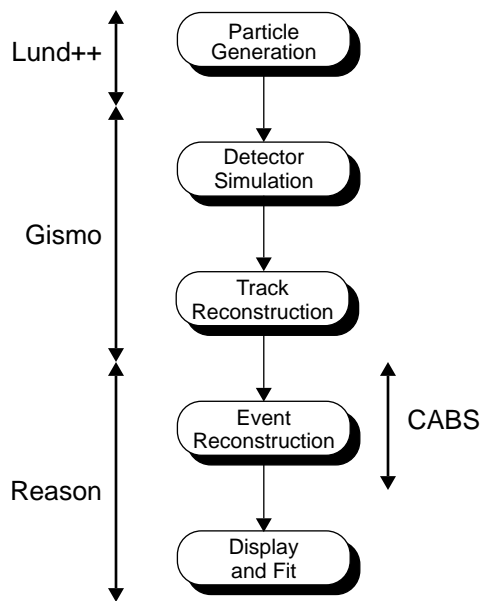 Lund++
Particle
Generation
Detector
Simulation
Gismo
Track
Reconstruction
Event
Reconstruction
CABS
Reason
Display
and Fit